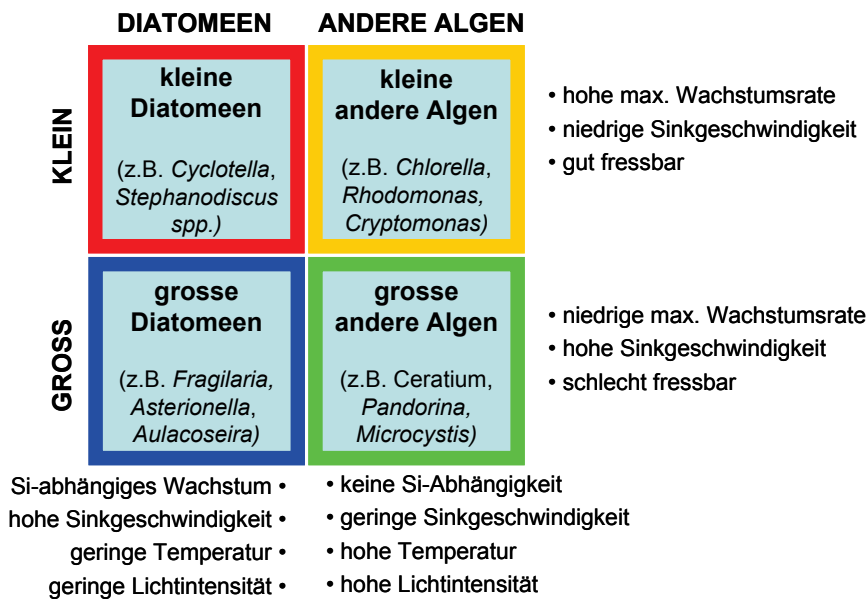 DIATOMEEN
ANDERE ALGEN
KLEIN
kleine
Diatomeen
(z.B. Cyclotella,
Stephanodiscus
spp.)
kleine
andere Algen
(z.B. Chlorella,
Rhodomonas,
Cryptomonas)
• hohe max. Wachstumsrate
• niedrige Sinkgeschwindigkeit
• gut fressbar
GROSS
grosse
Diatomeen
(z.B. Fragilaria,
Asterionella,
Aulacoseira)
grosse
andere Algen
(z.B. Ceratium,
Pandorina,
Microcystis)
• niedrige max. Wachstumsrate
• hohe Sinkgeschwindigkeit
• schlecht fressbar
Si-abhängiges Wachstum •
hohe Sinkgeschwindigkeit •
geringe Temperatur •
geringe Lichtintensität •
• keine Si-Abhängigkeit
• geringe Sinkgeschwindigkeit
• hohe Temperatur
• hohe Lichtintensität